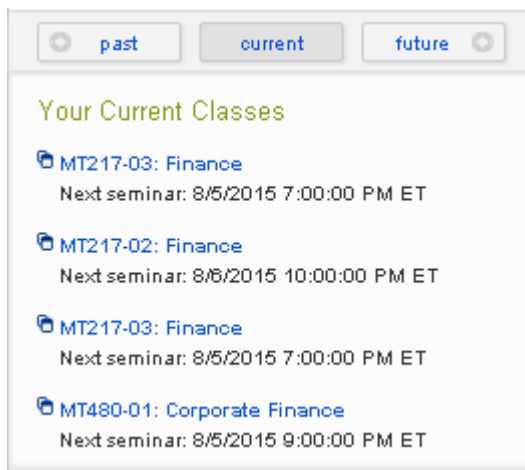 past current future
Your Current Classes
MT217-03: Finance
Next seminar: 8/5/2015 7:00:00 PM ET
MT217-02: Finance
Next seminar: 8/6/2015 10:00:00 PM ET
MT217-03: Finance
Next seminar: 8/5/2015 7:00:00 PM ET
MT480-01: Corporate Finance
Next seminar: 8/5/2015 9:00:00 PM ET